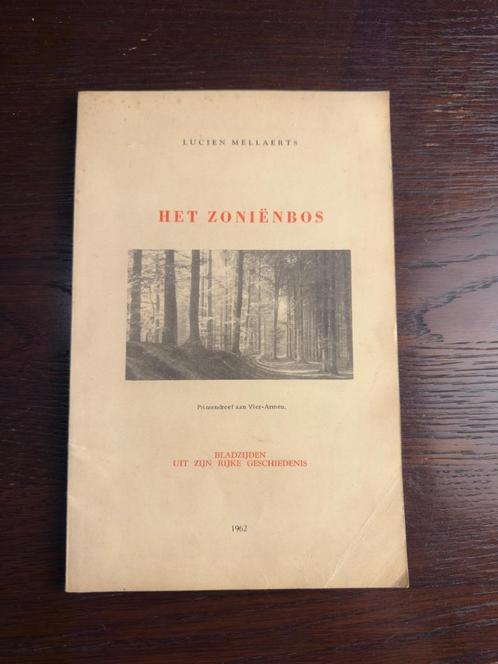 LUCIEN MELLAERTS
HET ZONIËNBOS
Prinsendreef aan Vier-Armen.
BLADZIJDEN
UIT ZIJN RIJKE GESCHIEDENIS
1962